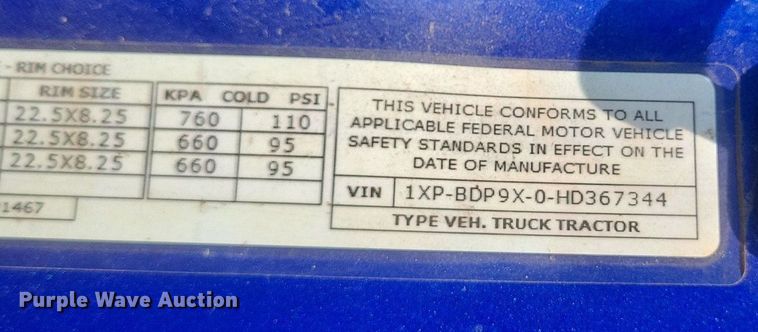 - RIM CHOICE
RIM SIZE KPA COLD PSI
22.5X8.25 760 110
22.5X8.25 660 95
22.5X8.25 660 95
1467
THIS VEHICLE CONFORMS TO ALL
APPLICABLE FEDERAL MOTOR VEHICLE
SAFETY STANDARDS IN EFFECT ON THE
DATE OF MANUFACTURE
VIN 1XP-BDP9X-0-HD367344
TYPE VEH. TRUCK TRACTOR
Purple Wave Auction